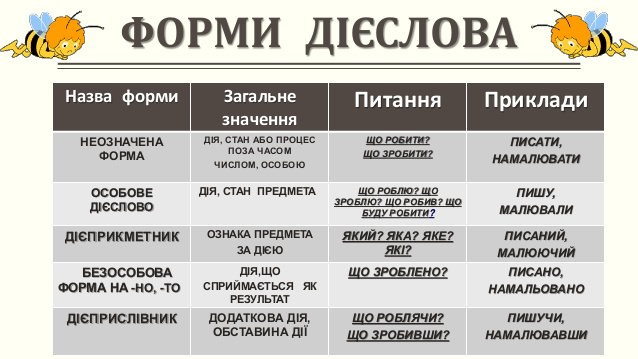 ФОРМИ ДІЄСЛОВА
Назва форми
Загальне
значення
Питання
Приклади
НЕОЗНАЧЕНА
ФОРМА
ДІЯ, СТАН АБО ПРОЦЕС
ПОЗА ЧАСОМ
ЧИСЛОМ, ОСОБОЮ
ЩО РОБИТИ?
ЩО ЗРОБИТИ?
ПИСАТИ,
НАМАЛЮВАТИ
ОСОБОВЕ
ДІЄСЛОВО
ДІЯ, СТАН ПРЕДМЕТА
ЩО РОБЛЮ? ЩО
ЗРОБЛЮ? ЩО РОБИВ? ЩО
БУДУ РОБИТИ?
ПИШУ,
МАЛЮВАЛИ
ДІЄПРИКМЕТНИК
ОЗНАКА ПРЕДМЕТА
ЗА ДІЄЮ
ЯКИЙ? ЯКА? ЯКЕ?
ЯКІ?
ПИСАНИЙ,
МАЛЮЮЧИЙ
БЕЗОСОБОВА
ФОРМА НА -НО, -ТО
ДІЯ,ЩО
СПРИЙМАЄТЬСЯ ЯК
РЕЗУЛЬТАТ
ЩО ЗРОБЛЕНО?
ПИСАНО,
НАМАЛЬОВАНО
ДІЄПРИСЛІВНИК
ДОДАТКОВА ДІЯ,
ОБСТАВИНА ДІЇ
ЩО РОБЛЯЧИ?
ЩО ЗРОБИВШИ?
ПИШУЧИ,
НАМАЛЮВАВШИ